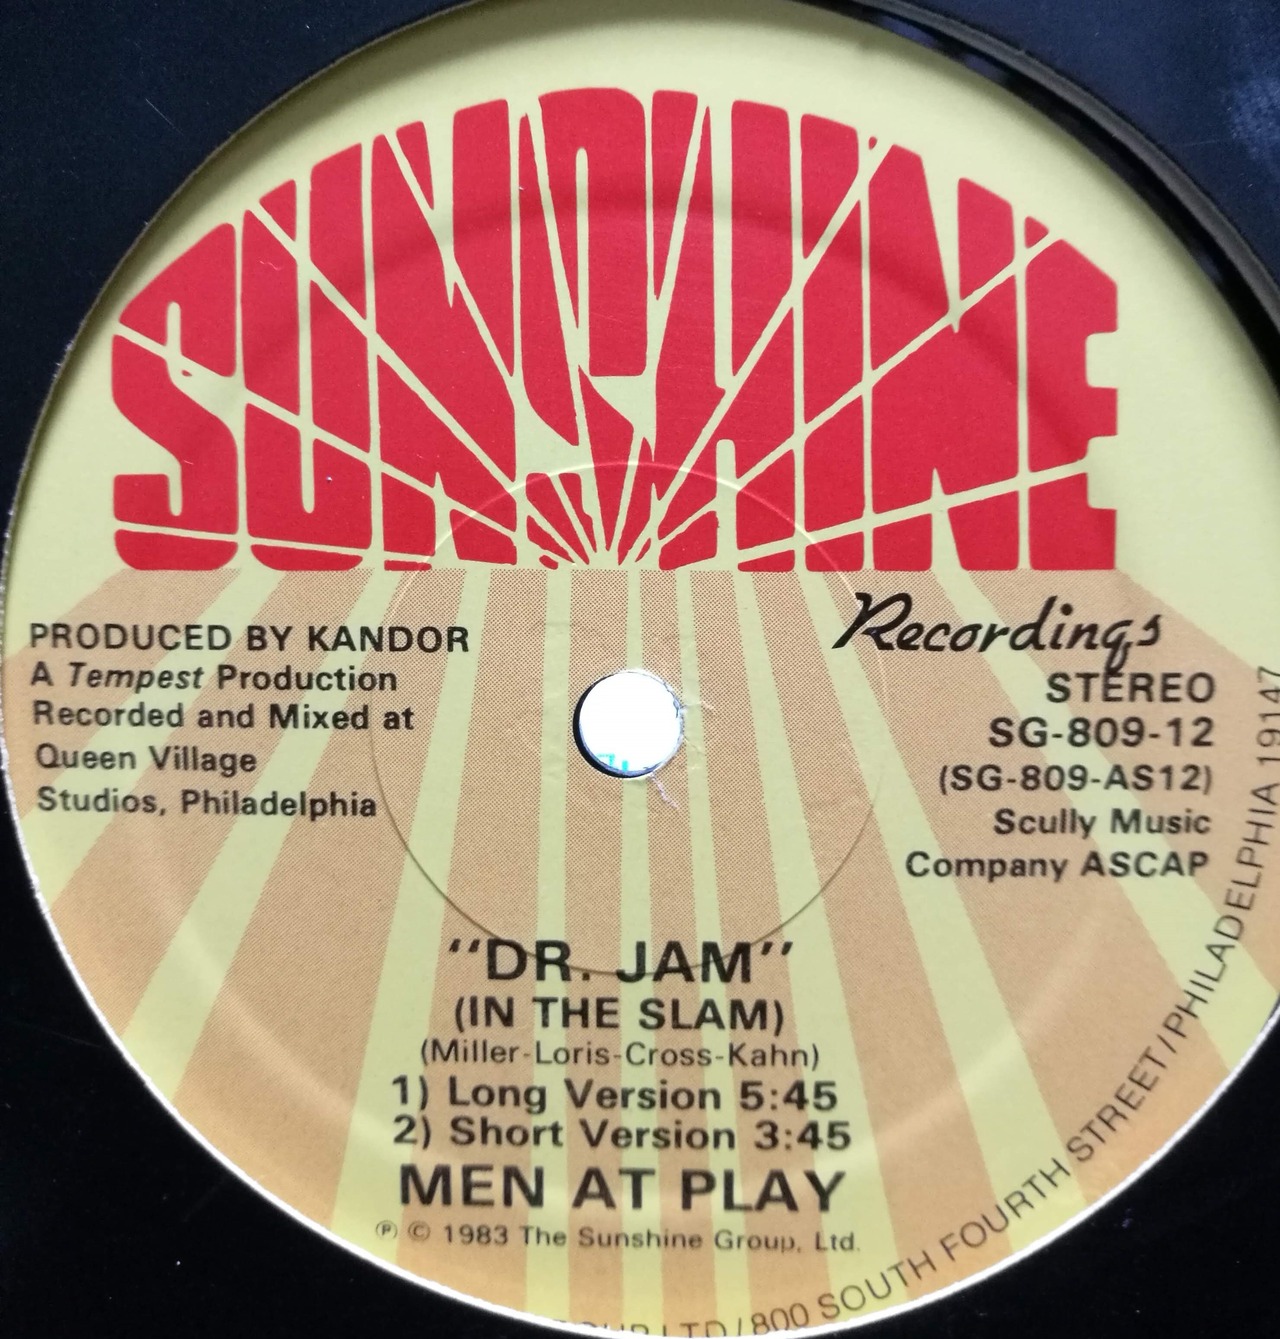 SUNSHINE
Recordings
PRODUCED BY KANDOR
A Tempest Production
Recorded and Mixed at
Queen Village
Studios, Philadelphia
STEREO
SG-809-12
(SG-809-AS12)
Scully Music
Company ASCAP
"DR. JAM"
(IN THE SLAM)
(Miller-Loris-Cross-Kahn)
1) Long Version 5:45
2) Short Version 3:45
MEN AT PLAY
℗ © 1983 The Sunshine Group, Ltd.
LTD/800 SOUTH FOURTH STREET/PHILADELPHIA 19147